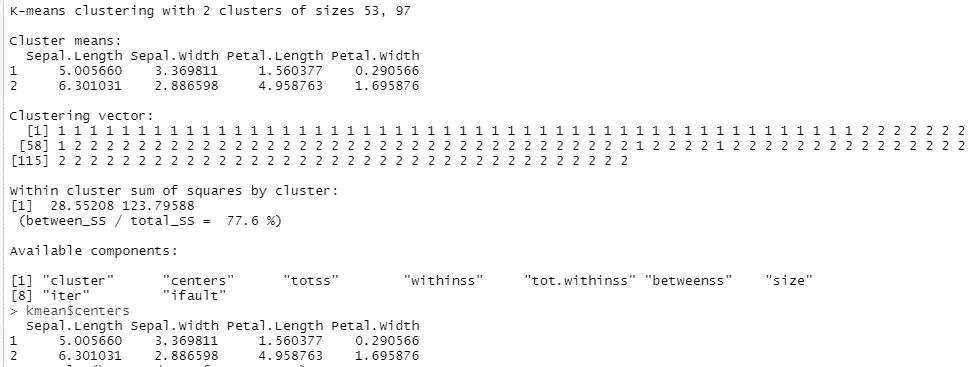 K-means clustering with 2 clusters of sizes 53, 97
Cluster means:
Sepal.Length Sepal.Width Petal.Length Petal.Width
1 5.005660 3.369811 1.560377 0.290566
2 6.301031 2.886598 4.958763 1.695876
Clustering vector:
[1] 1 1 1 1 1 1 1 1 1 1 1 1 1 1 1 1 1 1 1 1 1 1 1 1 1 1 1 1 1 1 1 1 1 1 1 1 1 1 1 1 1 1 1 1 1 1 1 1 1 1 2 2 2 2 2 2 2
[58] 1 2 2 2 2 2 2 2 2 2 2 2 2 2 2 2 2 2 2 2 2 2 2 2 2 2 2 2 2 2 2 2 2 2 2 2 1 2 2 2 2 1 2 2 2 2 2 2 2 2 2 2 2 2 2 2 2
[115] 2 2 2 2 2 2 2 2 2 2 2 2 2 2 2 2 2 2 2 2 2 2 2 2 2 2 2 2 2 2 2 2 2 2 2 2
Within cluster sum of squares by cluster:
[1] 28.55208 123.79588
(between_SS / total_SS = 77.6 %)
Available components:
[1] "cluster" "centers" "totss" "withinss" "tot.withinss" "betweenss" "size"
[8] "iter" "ifault"
> kmean$centers
Sepal.Length Sepal.Width Petal.Length Petal.Width
1 5.005660 3.369811 1.560377 0.290566
2 6.301031 2.886598 4.958763 1.695876